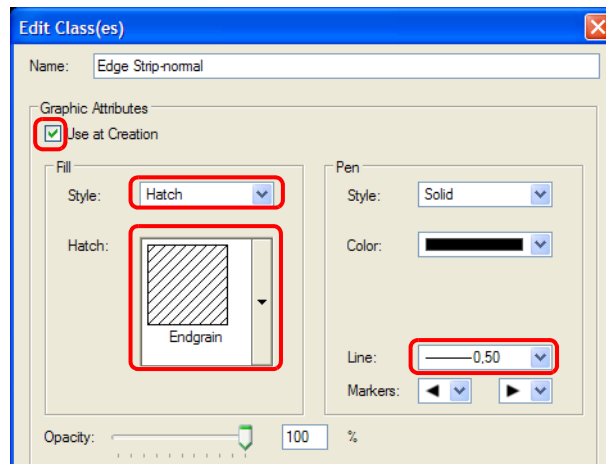 Edit Class(es)
Name: Edge Strip-normal
Graphic Attributes
Use at Creation
Fill
Style: Hatch
Hatch:
Endgrain
Pen
Style: Solid
Color:
Line: 0,50
Markers:
Opacity: 100 %